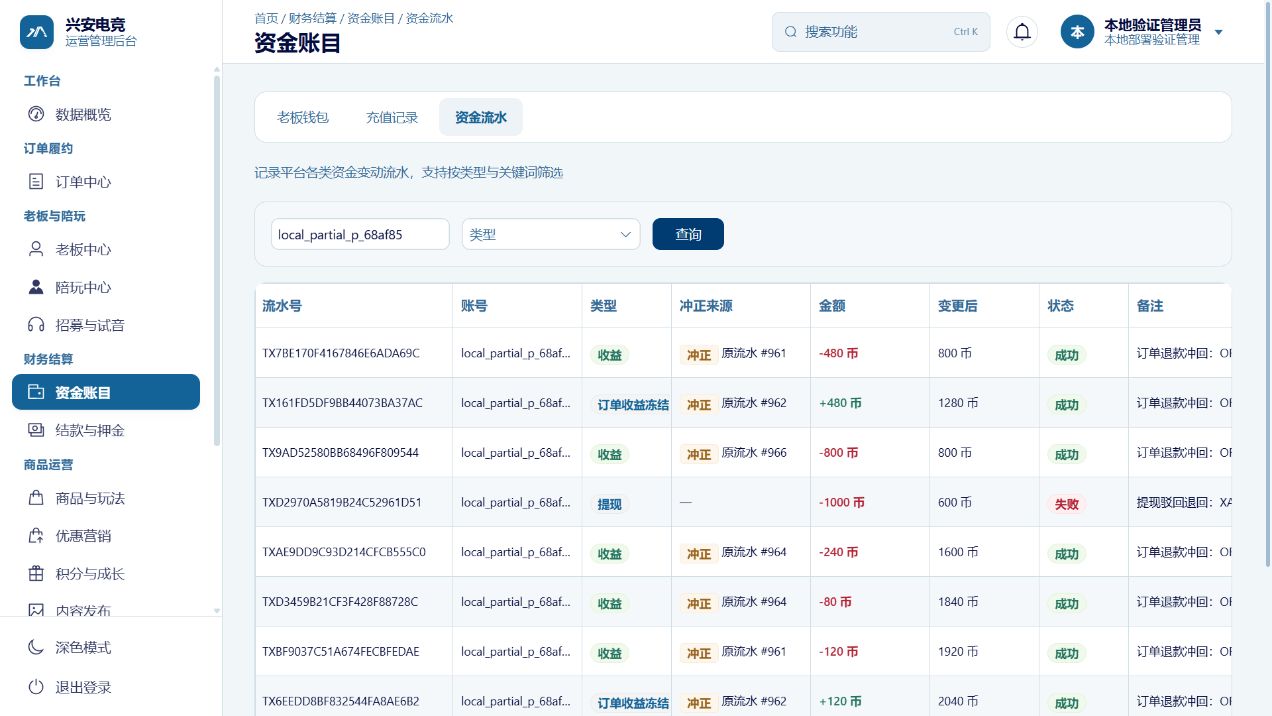 兴安电竞
运营管理后台
工作台
数据概览
订单履约
订单中心
老板与陪玩
老板中心
陪玩中心
招募与试音
财务结算
资金账目
结款与押金
商品运营
商品与玩法
优惠营销
积分与成长
内容发布
深色模式
退出登录
首页 / 财务结算 / 资金账目 / 资金流水
资金账目
搜索功能 Ctrl K
本 本地验证管理员
本地部署验证管理
老板钱包 充值记录 资金流水
记录平台各类资金变动流水，支持按类型与关键词筛选
local_partial_p_68af85 类型 查询
流水号 账号 类型 冲正来源 金额 变更后 状态 备注
TX7BE170F4167846E6ADA69C local_partial_p_68af... 收益 冲正 原流水 #961 -480 币 800 币 成功 订单退款冲回：
TX161FD5DF9BB44073BA37AC local_partial_p_68af... 订单收益冻结 冲正 原流水 #962 +480 币 1280 币 成功 订单退款冲回：
TX9AD52580BB68496F809544 local_partial_p_68af... 收益 冲正 原流水 #966 -800 币 800 币 成功 订单退款冲回：
TXD2970A5819B24C52961D51 local_partial_p_68af... 提现 — -1000 币 600 币 失败 提现驳回退回：
TXAE9DD9C93D214CFCB555C0 local_partial_p_68af... 收益 冲正 原流水 #964 -240 币 1600 币 成功 订单退款冲回：
TXD3459B21CF3F428F88728C local_partial_p_68af... 收益 冲正 原流水 #964 -80 币 1840 币 成功 订单退款冲回：
TXBF9037C51A674FECBFEDAE local_partial_p_68af... 收益 冲正 原流水 #961 -120 币 1920 币 成功 订单退款冲回：
TX6EEDD8BF832544FA8AE6B2 local_partial_p_68af... 订单收益冻结 冲正 原流水 #962 +120 币 2040 币 成功 订单退款冲回：